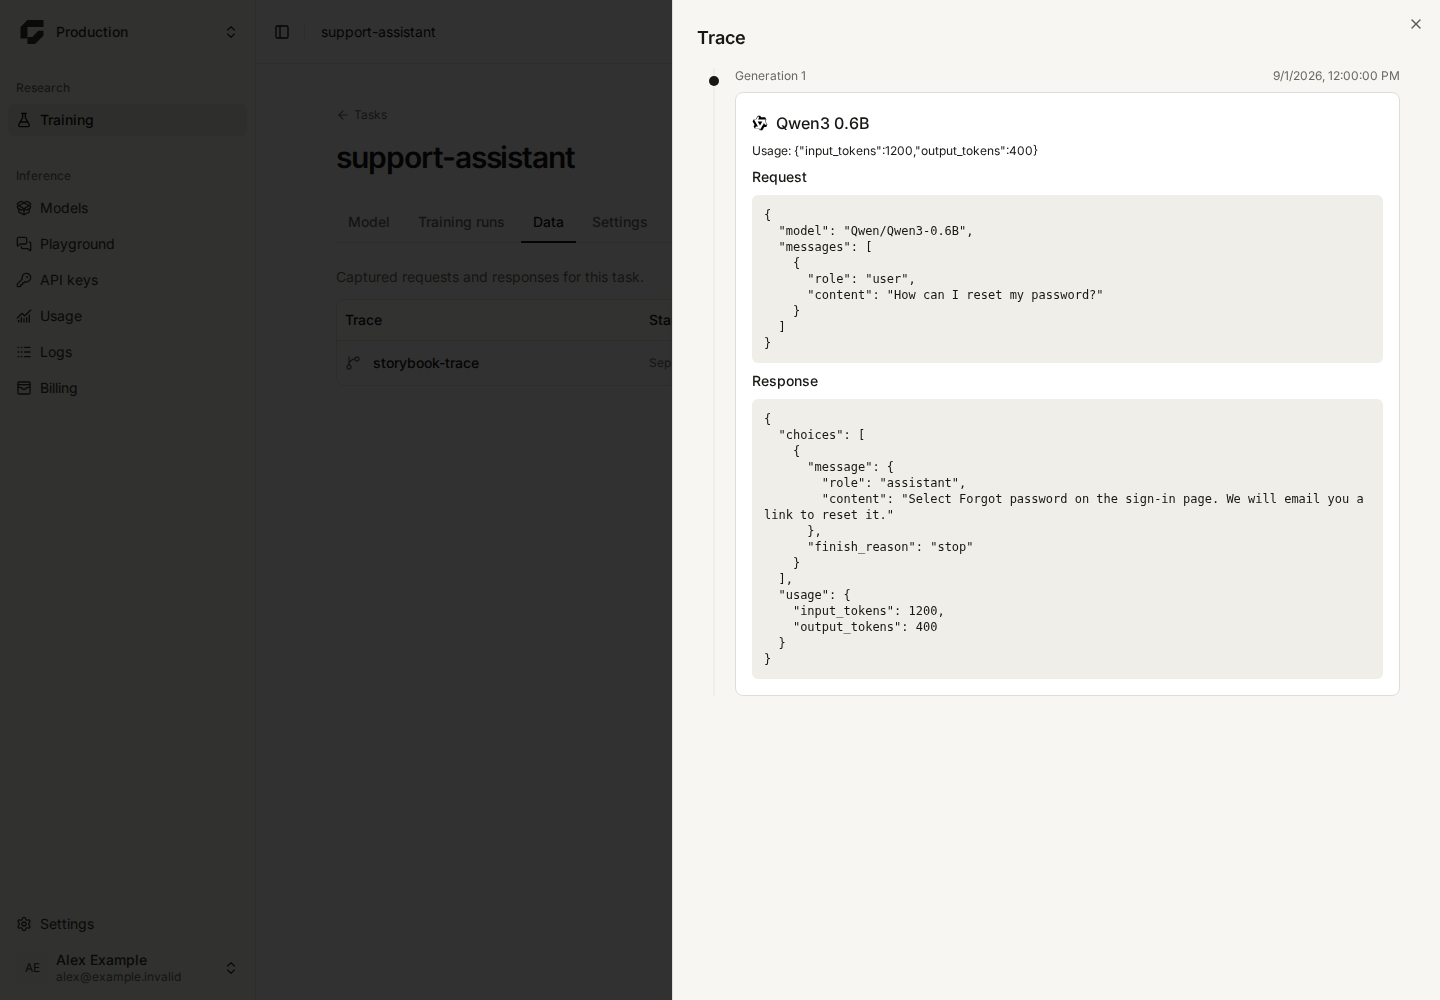 Production
Research
Training
Inference
Models
Playground
API keys
Usage
Logs
Billing
Settings
AE
Alex Example
alex@example.invalid
support-assistant
Tasks
support-assistant
Model
Training runs
Data
Settings
Captured requests and responses for this task.
Trace
Sta
storybook-trace
Sep
Trace
Generation 1
9/1/2026, 12:00:00 PM
Qwen3 0.6B
Usage: {"input_tokens":1200,"output_tokens":400}
Request
{
  "model": "Qwen/Qwen3-0.6B",
  "messages": [
    {
      "role": "user",
      "content": "How can I reset my password?"
    }
  ]
}
Response
{
  "choices": [
    {
      "message": {
        "role": "assistant",
        "content": "Select Forgot password on the sign-in page. We will email you a
link to reset it."
      },
      "finish_reason": "stop"
    }
  ],
  "usage": {
    "input_tokens": 1200,
    "output_tokens": 400
  }
}